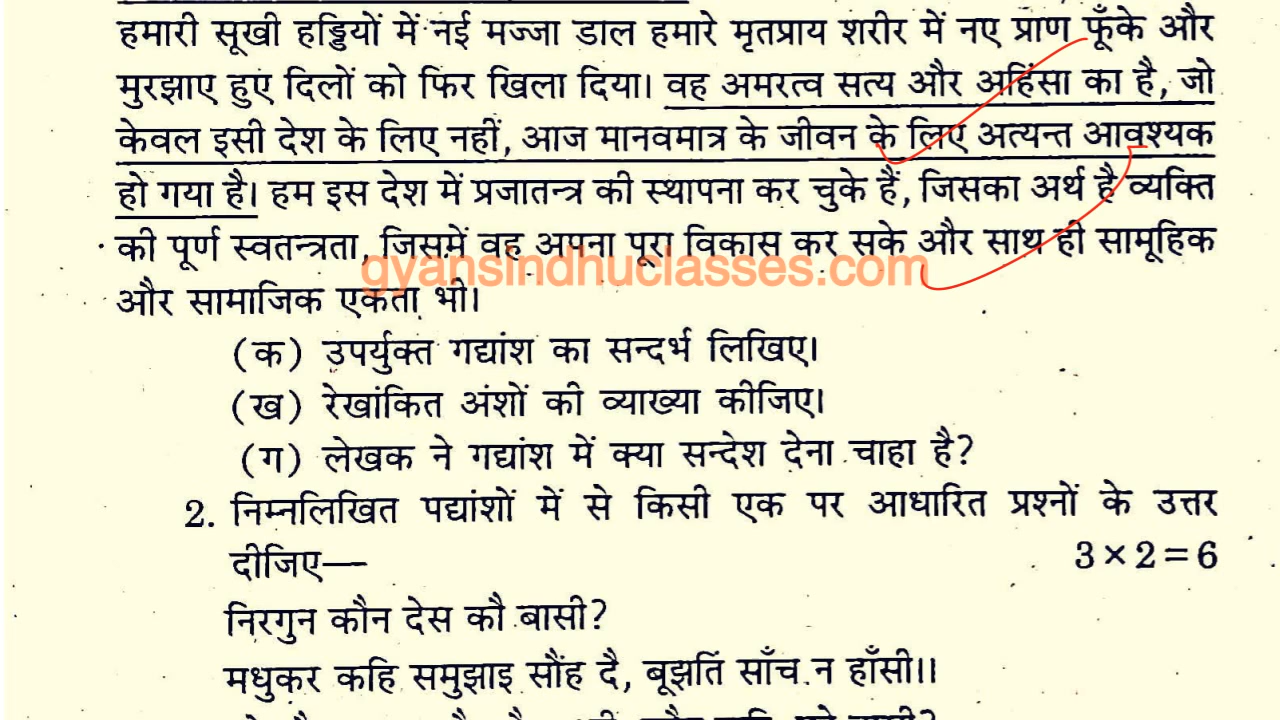 हमारी सूखी हड्डियों में नई मज्जा डाल हमारे मृतप्राय शरीर में नए प्राण फूँके और
मुरझाए हुए दिलों को फिर खिला दिया। वह अमरत्व सत्य और अहिंसा का है, जो
केवल इसी देश के लिए नहीं, आज मानवमात्र के जीवन के लिए अत्यन्त आवश्यक
हो गया है। हम इस देश में प्रजातन्त्र की स्थापना कर चुके हैं, जिसका अर्थ है व्यक्ति
की पूर्ण स्वतन्त्रता, जिसमें वह अपना पूरा विकास कर सके और साथ ही सामूहिक
gyansindhuclasses.com
और सामाजिक एकता भी।
(क) उपर्युक्त गद्यांश का सन्दर्भ लिखिए।
(ख) रेखांकित अंशों की व्याख्या कीजिए।
(ग) लेखक ने गद्यांश में क्या सन्देश देना चाहा है?
2. निम्नलिखित पद्यांशों में से किसी एक पर आधारित प्रश्नों के उत्तर
दीजिए— 3 × 2 = 6
निरगुन कौन देस कौ बासी?
मधुकर कहि समुझाइ सौंह दै, बूझतिं साँच न हाँसी।।